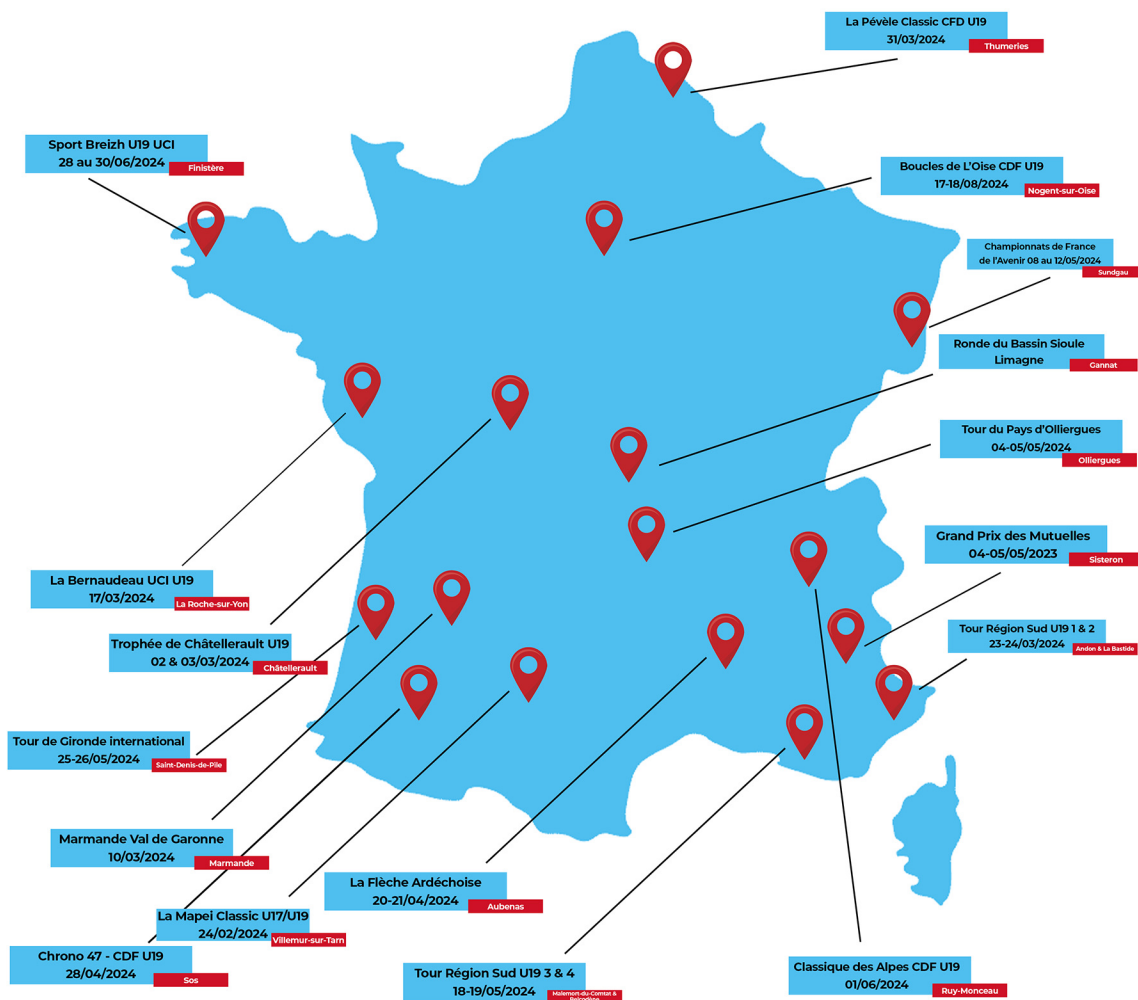 La Pévèle Classic CFD U19
31/03/2024
Thumeries
Sport Breizh U19 UCI
28 au 30/06/2024
Finistère
Boucles de L’Oise CDF U19
17-18/08/2024
Nogent-sur-Oise
Championnats de France
de l’Avenir 08 au 12/05/2024
Sundgau
Ronde du Bassin Sioule
Limagne
Gannat
Tour du Pays d’Olliergues
04-05/05/2024
Olliergues
Grand Prix des Mutuelles
04-05/05/2023
Sisteron
La Bernaudeau UCI U19
17/03/2024
La Roche-sur-Yon
Tour Région Sud U19 1 & 2
23-24/03/2024
Andon & La Bastide
Trophée de Châtellerault U19
02 & 03/03/2024
Châtellerault
Tour de Gironde international
25-26/05/2024
Saint-Denis-de-Pile
Marmande Val de Garonne
10/03/2024
Marmande
La Flèche Ardéchoise
20-21/04/2024
Aubenas
La Mapei Classic U17/U19
24/02/2024
Villemur-sur-Tarn
Chrono 47 - CDF U19
28/04/2024
Sos
Tour Région Sud U19 3 & 4
18-19/05/2024
Malemort-du-Comtat &
Classique des Alpes CDF U19
01/06/2024
Ruy-Monceau